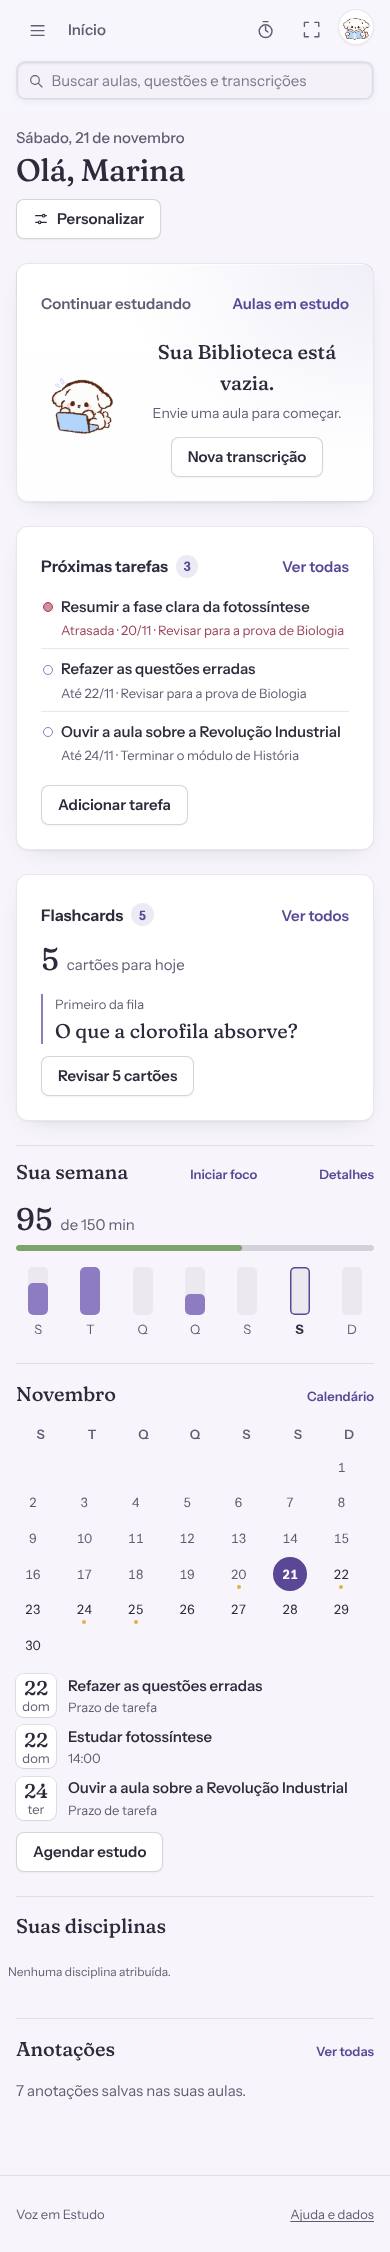 Início
Buscar aulas, questões e transcrições
Sábado, 21 de novembro
Olá, Marina
Personalizar
Continuar estudando
Aulas em estudo
Sua Biblioteca está
vazia.
Envie uma aula para começar.
Nova transcrição
Próximas tarefas 3
Ver todas
Resumir a fase clara da fotossíntese
Atrasada · 20/11 · Revisar para a prova de Biologia
Refazer as questões erradas
Até 22/11 · Revisar para a prova de Biologia
Ouvir a aula sobre a Revolução Industrial
Até 24/11 · Terminar o módulo de História
Adicionar tarefa
Flashcards 5
Ver todos
5 cartões para hoje
Primeiro da fila
O que a clorofila absorve?
Revisar 5 cartões
Sua semana
Iniciar foco
Detalhes
95 de 150 min
S T Q Q S S D
Novembro
Calendário
S T Q Q S S D
1
2 3 4 5 6 7 8
9 10 11 12 13 14 15
16 17 18 19 20 21 22
23 24 25 26 27 28 29
30
22 dom
Refazer as questões erradas
Prazo de tarefa
22 dom
Estudar fotossíntese
14:00
24 ter
Ouvir a aula sobre a Revolução Industrial
Prazo de tarefa
Agendar estudo
Suas disciplinas
Nenhuma disciplina atribuída.
Anotações
Ver todas
7 anotações salvas nas suas aulas.
Voz em Estudo
Ajuda e dados